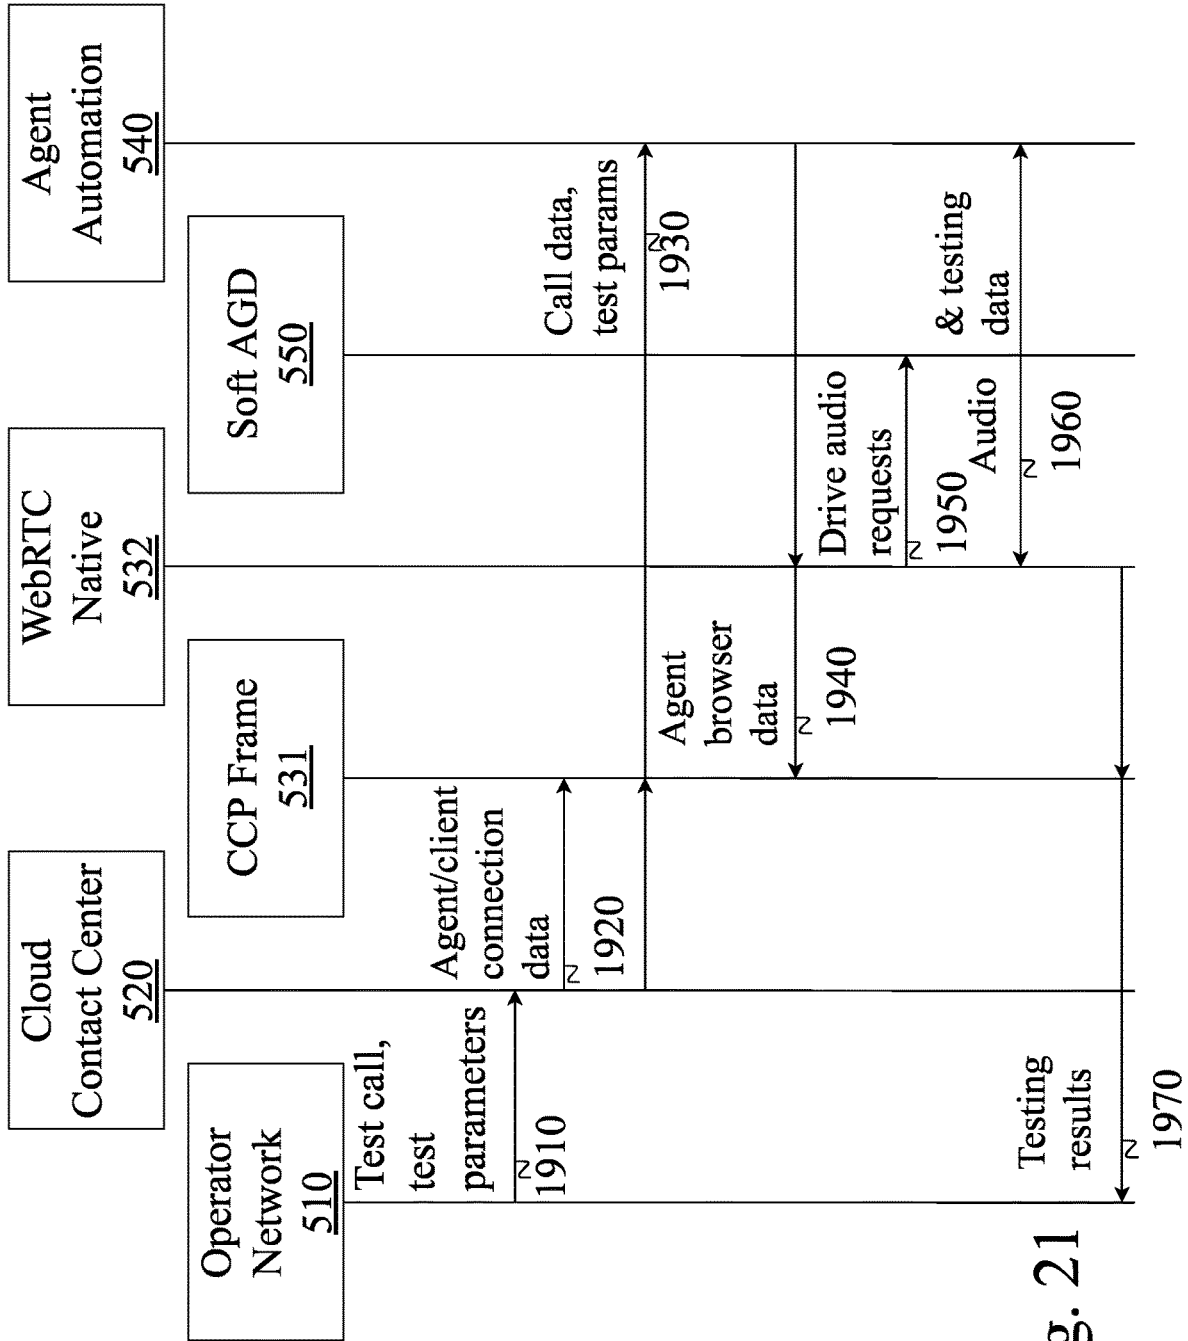 Operator
Network
510
Cloud
Contact Center
520
CCP Frame
531
WebRTC
Native
532
Soft AGD
550
Agent
Automation
540
Test call,
test
parameters
1910
Agent/client
connection
data
1920
Call data,
test params
1930
Agent
browser
data
1940
Drive audio
requests
1950
Audio
& testing
data
1960
Testing
results
1970
g. 21